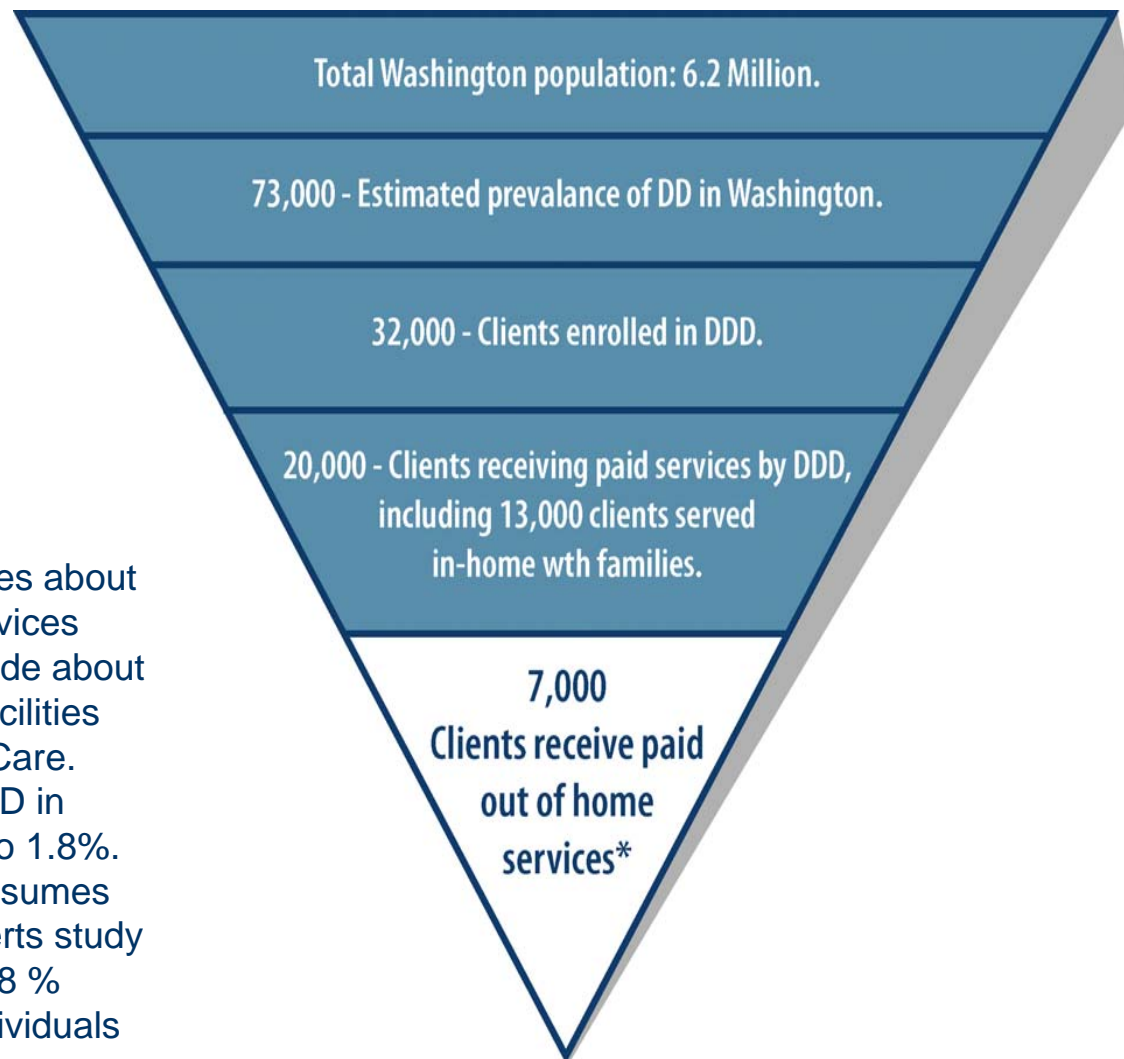 Total Washington population: 6.2 Million.
73,000 - Estimated prevalance of DD in Washington.
32,000 - Clients enrolled in DDD.
20,000 - Clients receiving paid services by DDD,
including 13,000 clients served
in-home wth families.
7,000
Clients receive paid
out of home
services*
es about
vices
de about
cilities
Care.
D in
o 1.8%.
sumes
erts study
8 %
ividuals